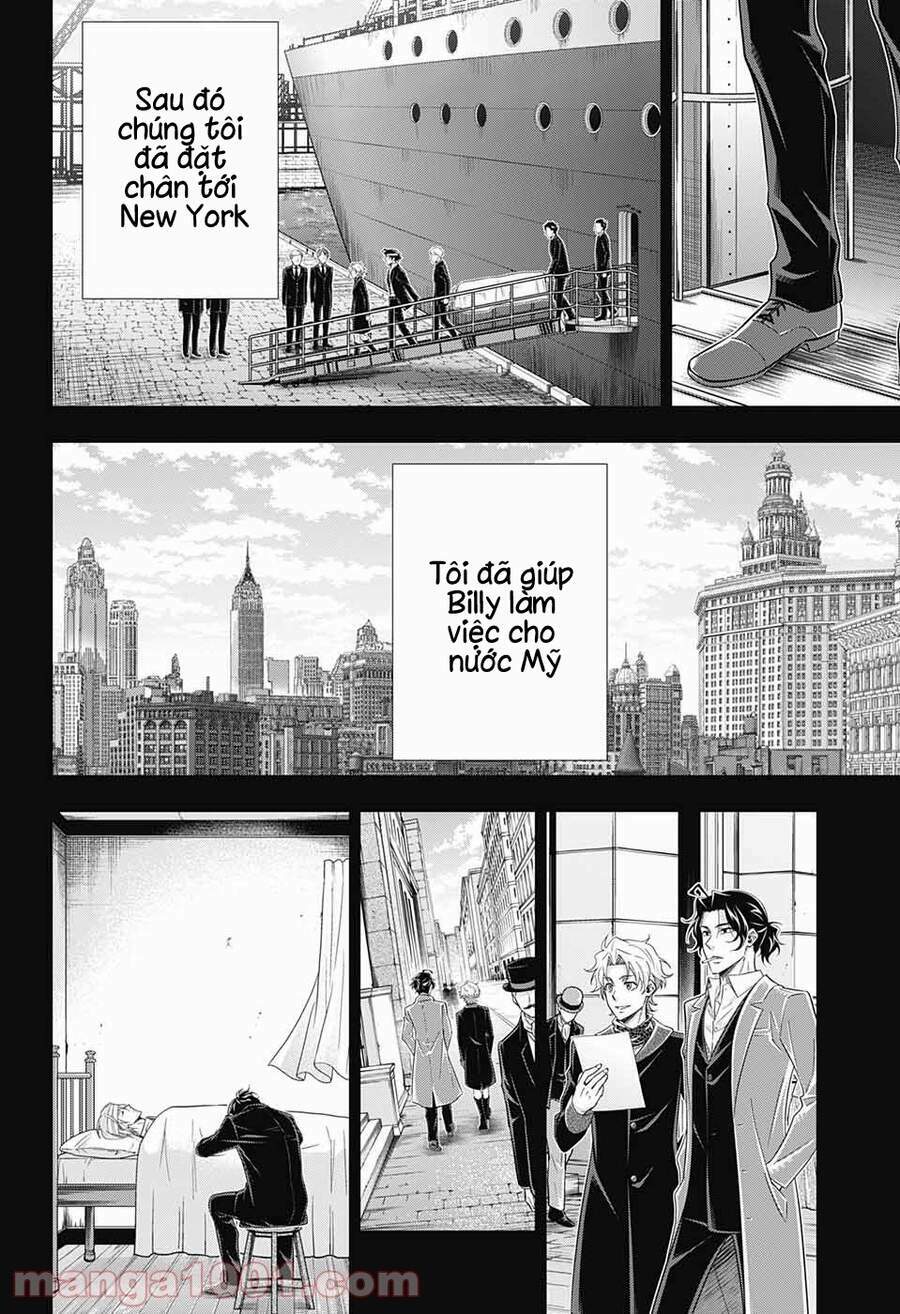 Sau đó
chúng tôi
đã đặt
chân tới
New York
Tôi đã giúp
Billy làm
việc cho
nước Mỹ
manga1001.com